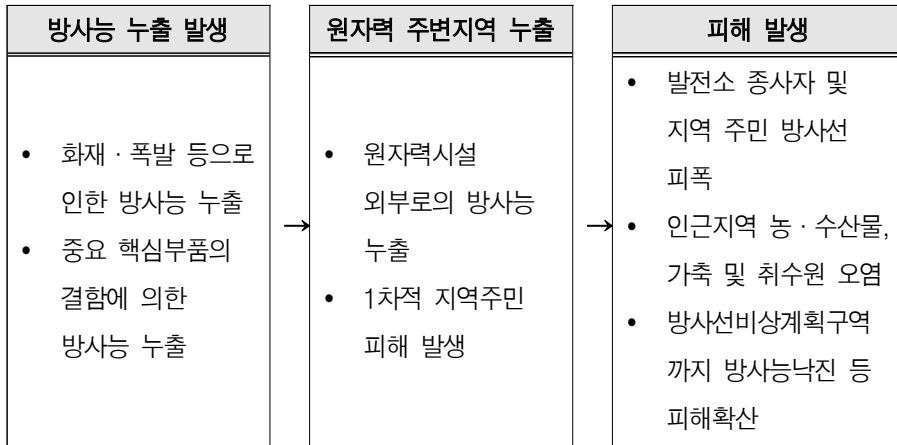 방사능 누출 발생
• 화재 · 폭발 등으로
인한 방사능 누출
• 중요 핵심부품의
결함에 의한
방사능 누출
→
원자력 주변지역 누출
• 원자력시설
외부로의 방사능
누출
• 1차적 지역주민
피해 발생
→
피해 발생
• 발전소 종사자 및
지역 주민 방사선
피폭
• 인근지역 농 · 수산물,
가축 및 취수원 오염
• 방사선비상계획구역
까지 방사능낙진 등
피해확산